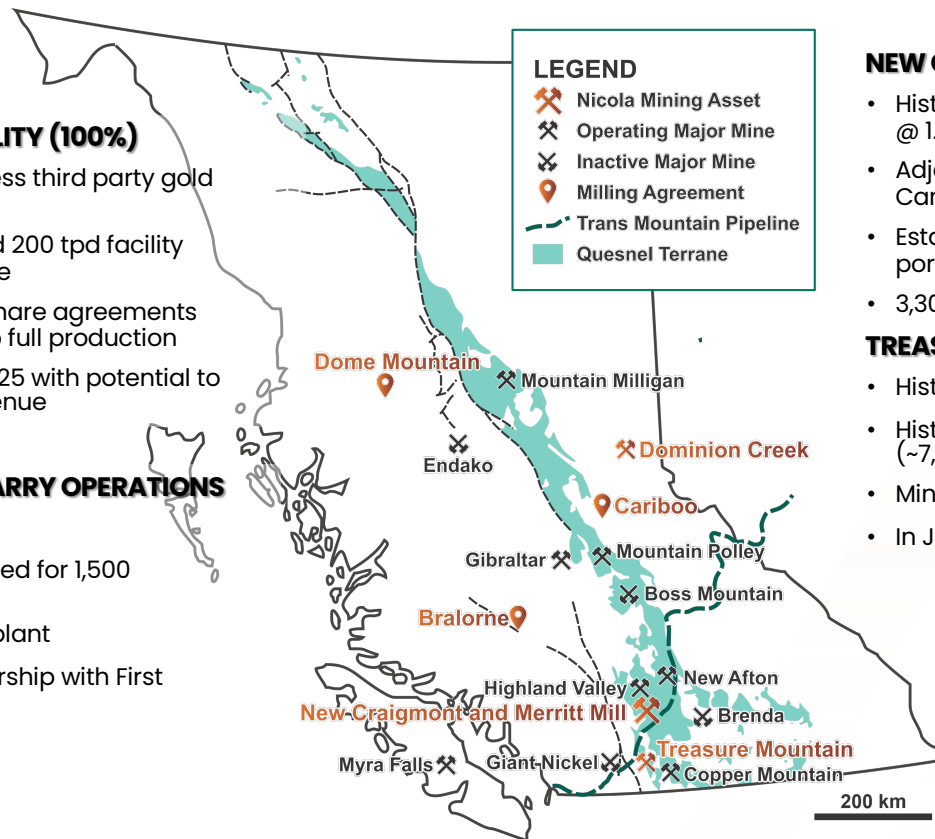 LITY (100%)
ess third party gold
d 200 tpd facility
e
hare agreements
o full production
25 with potential to
enue
ARRY OPERATIONS
ed for 1,500
plant
rship with First
LEGEND
Nicola Mining Asset
Operating Major Mine
Inactive Major Mine
Milling Agreement
Trans Mountain Pipeline
Quesnel Terrane
Dome Mountain
Mountain Milligan
Endako
Dominion Creek
Cariboo
Gibraltar
Mountain Polley
Boss Mountain
Bralorne
New Afton
Highland Valley
New Craigmont and Merritt Mill
Brenda
Treasure Mountain
Myra Falls
Giant Nickel
Copper Mountain
200 km
NEW
Hist
@ 1.
Adj
Car
Esta
por
3,30
TREAS
Hist
Hist
(~7,
Min
In J